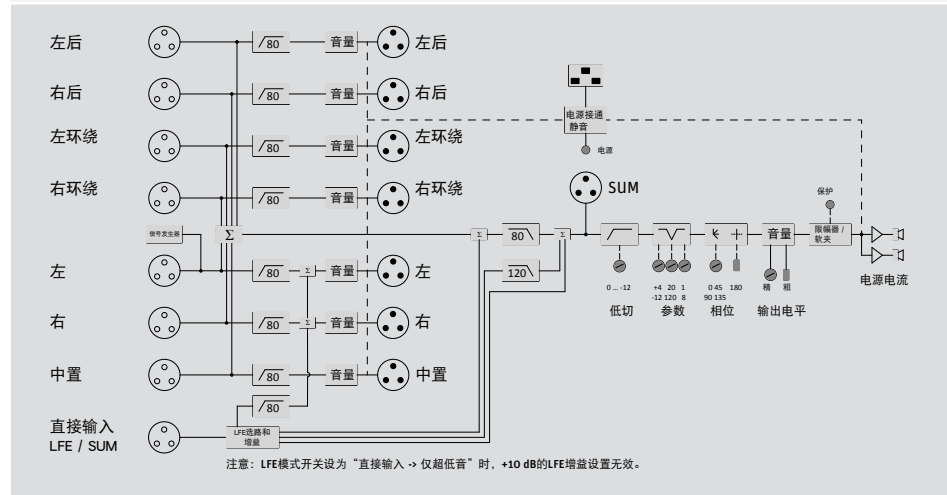 左后
80
音量
左后
右后
80
音量
右后
电源接通
静音
左环绕
80
音量
左环绕
电源
右环绕
80
音量
右环绕
SUM
保护
信号发生器
Σ
Σ
80
Σ
音量
限幅器 /
软夹
左
80
Σ
音量
左
120
电源电流
0 ... -12
+4 20 1
-12 120 8
0 45
90 135
180
精
粗
低切
参数
相位
输出电平
右
80
Σ
音量
右
中置
80
音量
中置
80
直接输入
LFE / SUM
LFE选路和
增益
注意：LFE模式开关设为“直接输入 -> 仅超低音”时，+10 dB的LFE增益设置无效。